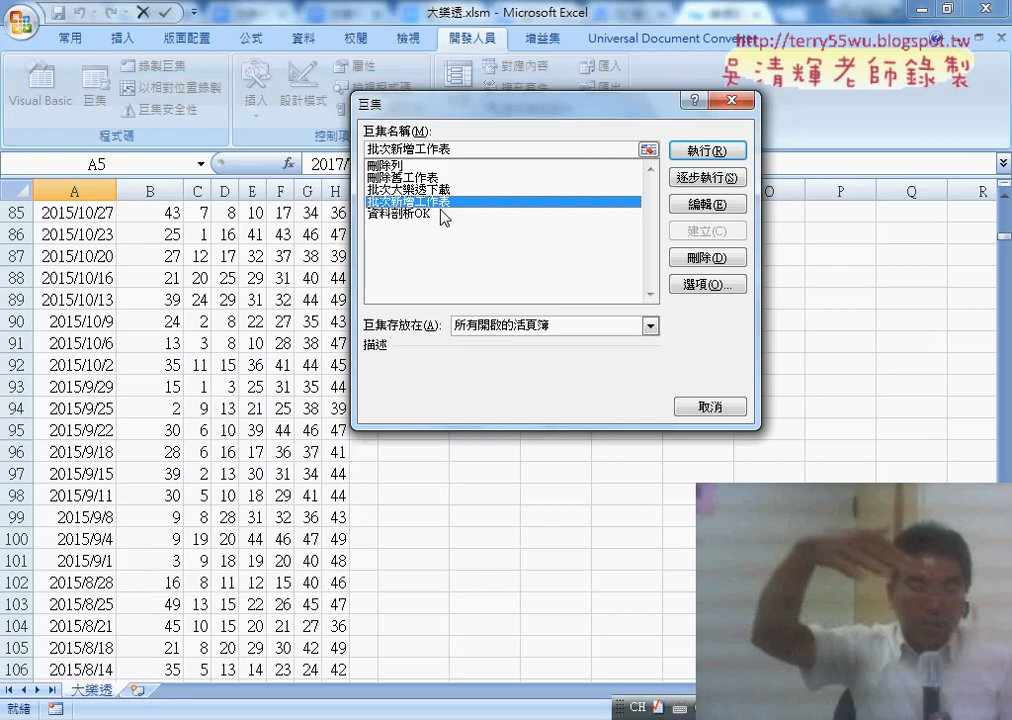 大樂透.xlsm - Microsoft Excel
常用 插入 版面配置 公式 資料 校閱 檢視 開發人員 增益集 Universal Document Conve
http://terry55wu.blogspot.tw
吳清輝老師錄製
Visual Basic 巨集 錄製巨集 以相對位置錄製 巨集安全性
程式碼
插入 設計模式 屬性
控制項
對應內容 匯入
A5 fx 2017/
巨集
巨集名稱(M):
批次新增工作表
刪除列
刪除舊工作表
批次大樂透下載
批次新增工作表
資料剖析OK
執行(R)
逐步執行(S)
編輯(E)
建立(C)
刪除(D)
選項(O)...
巨集存放在(A): 所有開啟的活頁簿
描述
取消
A B C D E F G H O P Q R
85 2015/10/27 43 7 8 10 17 34 36
86 2015/10/23 25 1 16 41 43 46 47
87 2015/10/20 27 12 17 32 37 38 39
88 2015/10/16 21 20 25 29 31 40 44
89 2015/10/13 39 24 29 31 32 44 49
90 2015/10/9 24 2 8 22 27 35 43
91 2015/10/6 13 3 8 10 28 38 47
92 2015/10/2 35 11 15 36 41 44 45
93 2015/9/29 15 1 3 25 31 35 44
94 2015/9/25 2 9 13 21 25 38 39
95 2015/9/22 30 6 10 39 44 46 47
96 2015/9/18 28 6 16 17 36 37 41
97 2015/9/15 39 2 13 30 31 34 44
98 2015/9/11 30 5 10 18 29 41 44
99 2015/9/8 9 8 28 31 32 36 43
100 2015/9/4 9 19 20 44 46 47 49
101 2015/9/1 3 9 18 19 20 40 48
102 2015/8/28 16 8 11 12 15 40 46
103 2015/8/25 49 13 15 22 26 45 47
104 2015/8/21 45 10 15 20 21 27 36
105 2015/8/18 21 8 20 29 30 42 49
106 2015/8/14 35 5 13 14 23 24 42
大樂透
就緒
CH